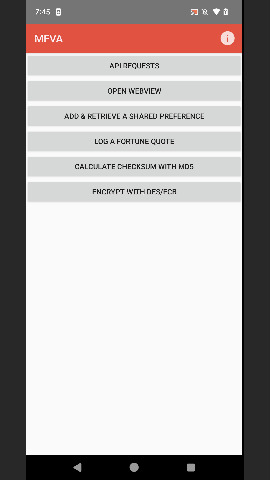 7:45
MFVA
i
API REQUESTS
OPEN WEBVIEW
ADD & RETRIEVE A SHARED PREFERENCE
LOG A FORTUNE QUOTE
CALCULATE CHECKSUM WITH MD5
ENCRYPT WITH DES/ECB